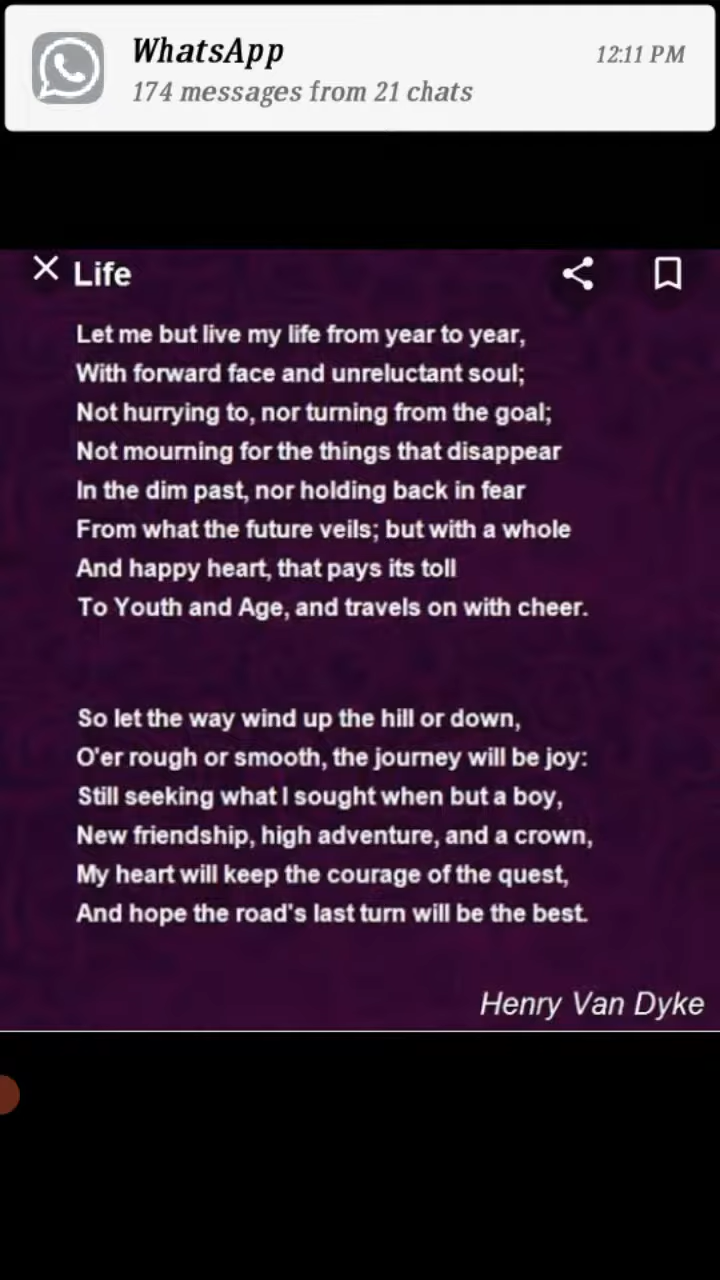 WhatsApp
12:11 PM
174 messages from 21 chats
Life
Let me but live my life from year to year,
With forward face and unreluctant soul;
Not hurrying to, nor turning from the goal;
Not mourning for the things that disappear
In the dim past, nor holding back in fear
From what the future veils; but with a whole
And happy heart, that pays its toll
To Youth and Age, and travels on with cheer.
So let the way wind up the hill or down,
O'er rough or smooth, the journey will be joy:
Still seeking what I sought when but a boy,
New friendship, high adventure, and a crown,
My heart will keep the courage of the quest,
And hope the road's last turn will be the best.
Henry Van Dyke